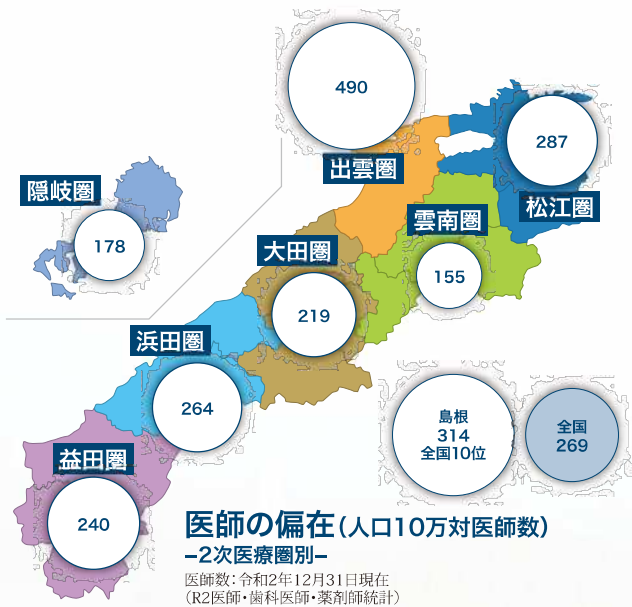 490
出雲圏
287
松江圏
隠岐圏
178
雲南圏
155
大田圏
219
浜田圏
264
益田圏
240
島根
314
全国10位
全国
269
医師の偏在(人口10万対医師数)
–2次医療圏別–
医師数:令和2年12月31日現在
(R2医師・歯科医師・薬剤師統計)